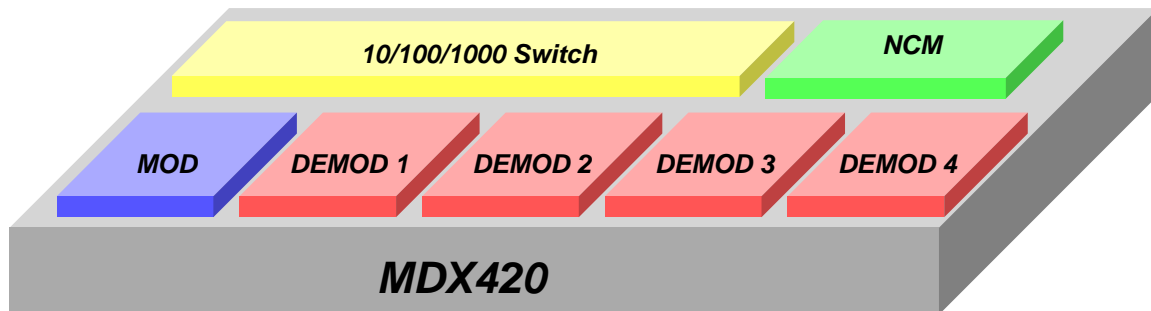 10/100/1000 Switch
NCM
MOD
DEMOD 1
DEMOD 2
DEMOD 3
DEMOD 4
MDX420